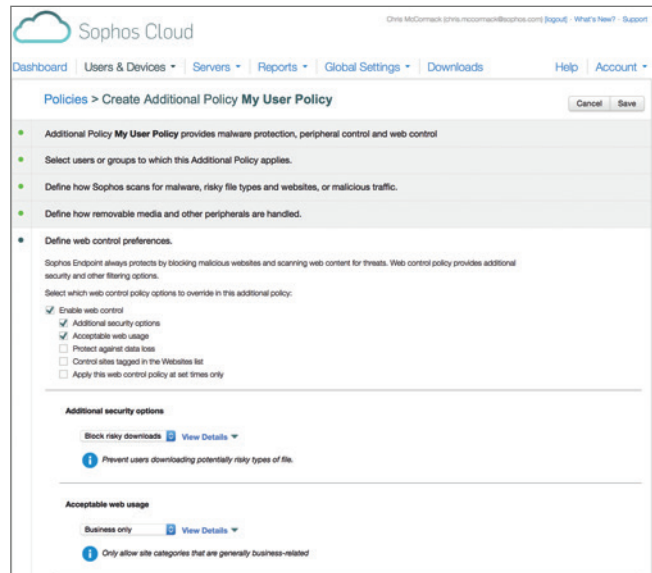 Chris McCormack (chris.mccormack@sophos.com) [logout] - What's New? - Support
Sophos Cloud
Dashboard Users & Devices Servers Reports Global Settings Downloads Help Account
Policies > Create Additional Policy My User Policy Cancel Save
Additional Policy My User Policy provides malware protection, peripheral control and web control
Select users or groups to which this Additional Policy applies.
Define how Sophos scans for malware, risky file types and websites, or malicious traffic.
Define how removable media and other peripherals are handled.
Define web control preferences.
Sophos Endpoint always protects by blocking malicious websites and scanning web content for threats. Web control policy provides additional
security and other filtering options.
Select which web control policy options to override in this additional policy:
Enable web control
Additional security options
Acceptable web usage
Protect against data loss
Control sites tagged in the Websites list
Apply this web control policy at set times only
Additional security options
Block risky downloads View Details
Prevent users downloading potentially risky types of file.
Acceptable web usage
Business only View Details
Only allow site categories that are generally business-related